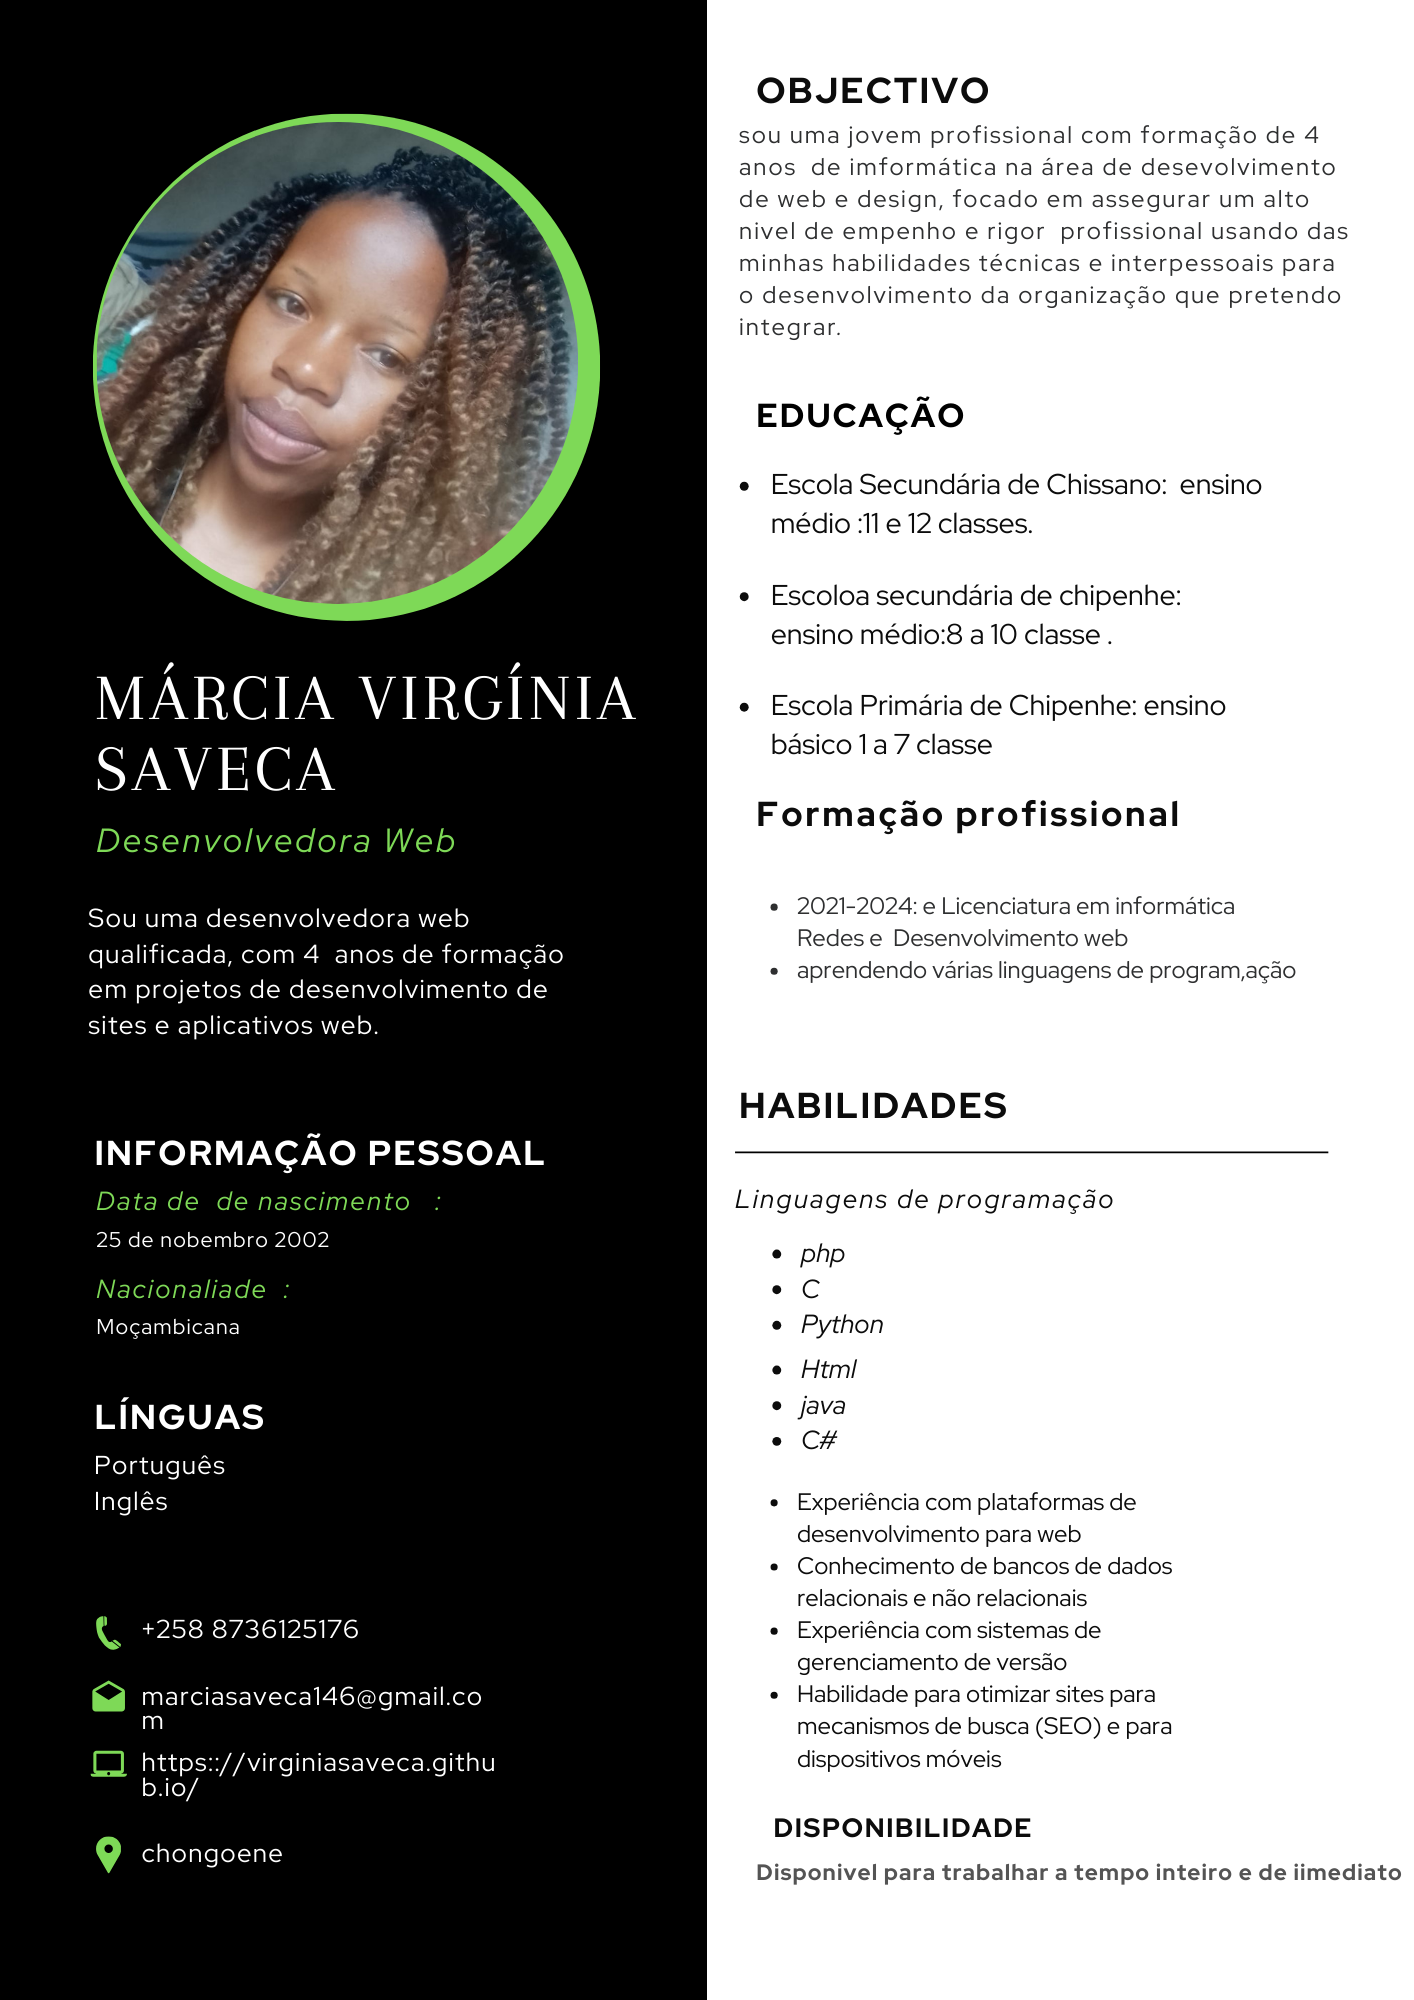 MÁRCIA VIRGÍNIA
SAVECA
Desenvolvedora Web
Sou uma desenvolvedora web
qualificada, com 4  anos de formação
em projetos de desenvolvimento de
sites e aplicativos web.
INFORMAÇÃO PESSOAL
Data de  de nascimento   :
25 de nobembro 2002
Nacionaliade  :
Moçambicana
LÍNGUAS
Português
Inglês
+258 8736125176
marciasaveca146@gmail.co
m
https:://virginiasaveca.githu
b.io/
chongoene
OBJECTIVO
sou uma jovem profissional com formação de 4
anos  de imformática na área de desevolvimento
de web e design, focado em assegurar um alto
nivel de empenho e rigor  profissional usando das
minhas habilidades técnicas e interpessoais para
o desenvolvimento da organização que pretendo
integrar.
EDUCAÇÃO
• Escola Secundária de Chissano:  ensino
médio :11 e 12 classes.
• Escoloa secundária de chipenhe:
ensino médio:8 a 10 classe .
• Escola Primária de Chipenhe: ensino
básico 1 a 7 classe
Formação profissional
• 2021-2024: e Licenciatura em informática
Redes e  Desenvolvimento web
• aprendendo várias linguagens de program,ação
HABILIDADES
Linguagens de programação
• php
• C
• Python
• Html
• java
• C#
• Experiência com plataformas de
desenvolvimento para web
• Conhecimento de bancos de dados
relacionais e não relacionais
• Experiência com sistemas de
gerenciamento de versão
• Habilidade para otimizar sites para
mecanismos de busca (SEO) e para
dispositivos móveis
DISPONIBILIDADE
Disponivel para trabalhar a tempo inteiro e de iimediato